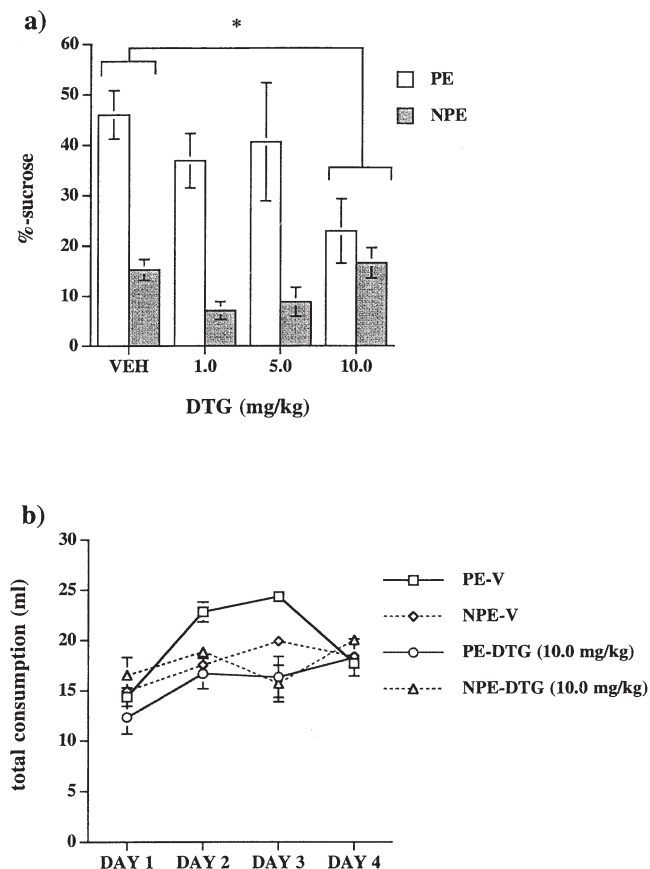 a)
*
60
50
40
30
20
10
0
%-sucrose
PE
NPE
VEH 1.0 5.0 10.0
DTG (mg/kg)
b)
30
25
20
15
10
5
0
total consumption (ml)
PE-V
NPE-V
PE-DTG (10.0 mg/kg)
NPE-DTG (10.0 mg/kg)
DAY 1 DAY 2 DAY 3 DAY 4